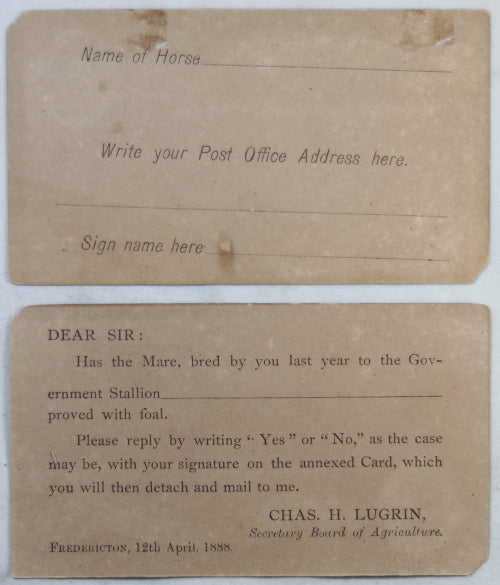 Name of Horse
Write your Post Office Address here.
Sign name here
DEAR SIR:
Has the Mare, bred by you last year to the Gov-
ernment Stallion
proved with foal.
Please reply by writing “ Yes ” or “ No,” as the case
may be, with your signature on the annexed Card, which
you will then detach and mail to me.
CHAS. H. LUGRIN,
Secretary Board of Agriculture.
FREDERICTON, 12th April, 1888.